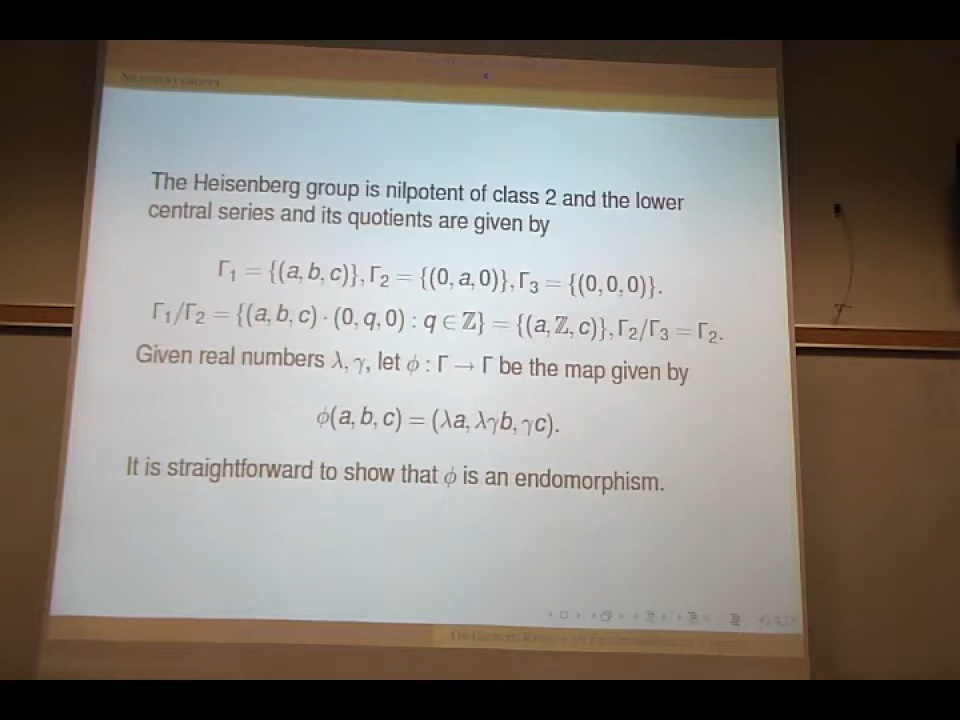 The Heisenberg group is nilpotent of class 2 and the lower
central series and its quotients are given by
Γ₁ = {(a, b, c)}, Γ₂ = {(0, a, 0)}, Γ₃ = {(0, 0, 0)}.
Γ₁/Γ₂ = {(a, b, c) · (0, q, 0) : q ∈ ℤ} = {(a, ℤ, c)}, Γ₂/Γ₃ = Γ₂.
Given real numbers λ, γ, let ϕ : Γ → Γ be the map given by
ϕ(a, b, c) = (λa, λγb, γc).
It is straightforward to show that ϕ is an endomorphism.